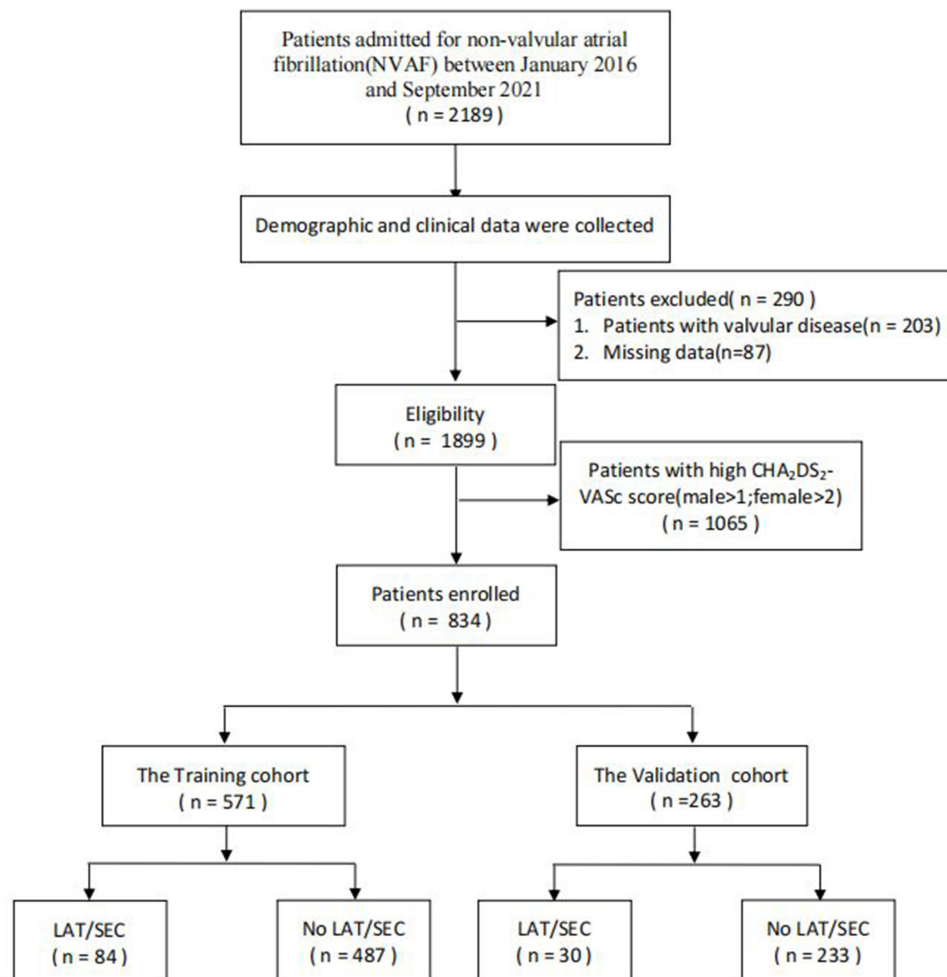 Patients admitted for non-valvular atrial
fibrillation(NVAF) between January 2016
and September 2021
( n = 2189)
Demographic and clinical data were collected
Patients excluded( n = 290 )
1. Patients with valvular disease(n = 203)
2. Missing data(n=87)
Eligibility
( n = 1899)
Patients with high CHA₂DS₂-
VASc score(male>1;female>2)
( n = 1065 )
Patients enrolled
( n = 834)
The Training cohort
( n = 571 )
The Validation cohort
( n =263 )
LAT/SEC
( n = 84 )
No LAT/SEC
( n = 487 )
LAT/SEC
( n = 30 )
No LAT/SEC
( n = 233 )